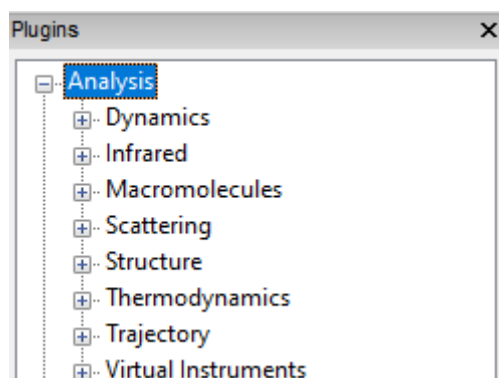 Plugins
Analysis
Dynamics
Infrared
Macromolecules
Scattering
Structure
Thermodynamics
Trajectory
Virtual Instruments